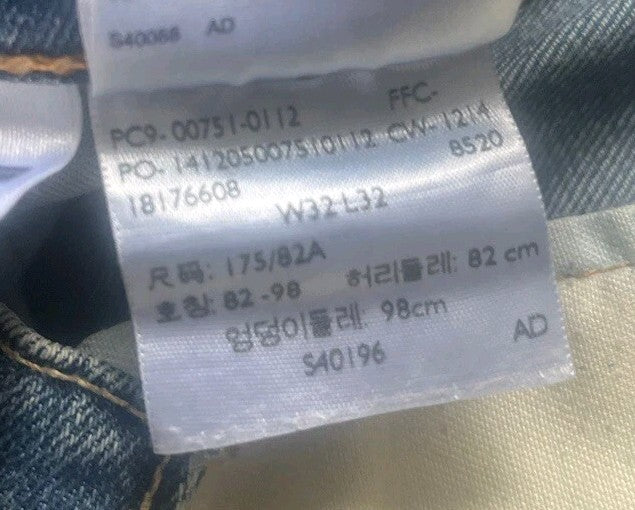 S40066 AD
FFC-
PC9- 00751-0112
PO- 141205007510112 CW- 1214
18176608 8520
W32 L32
尺码: 175/82A
호칭: 82 -98 허리둘레: 82 cm
엉덩이둘레: 98cm
S40196 AD